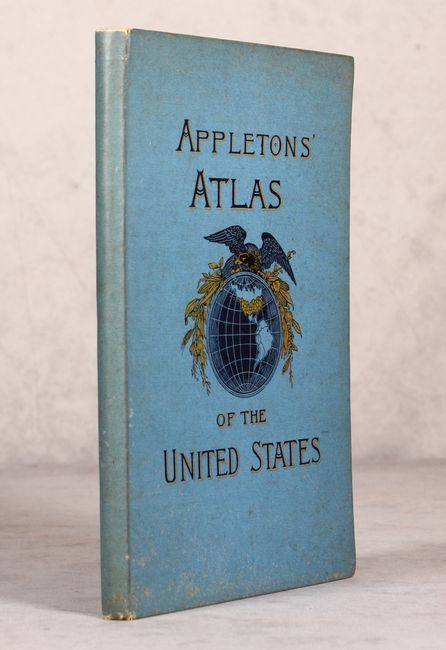 APPLETONS'
ATLAS
OF THE
UNITED STATES